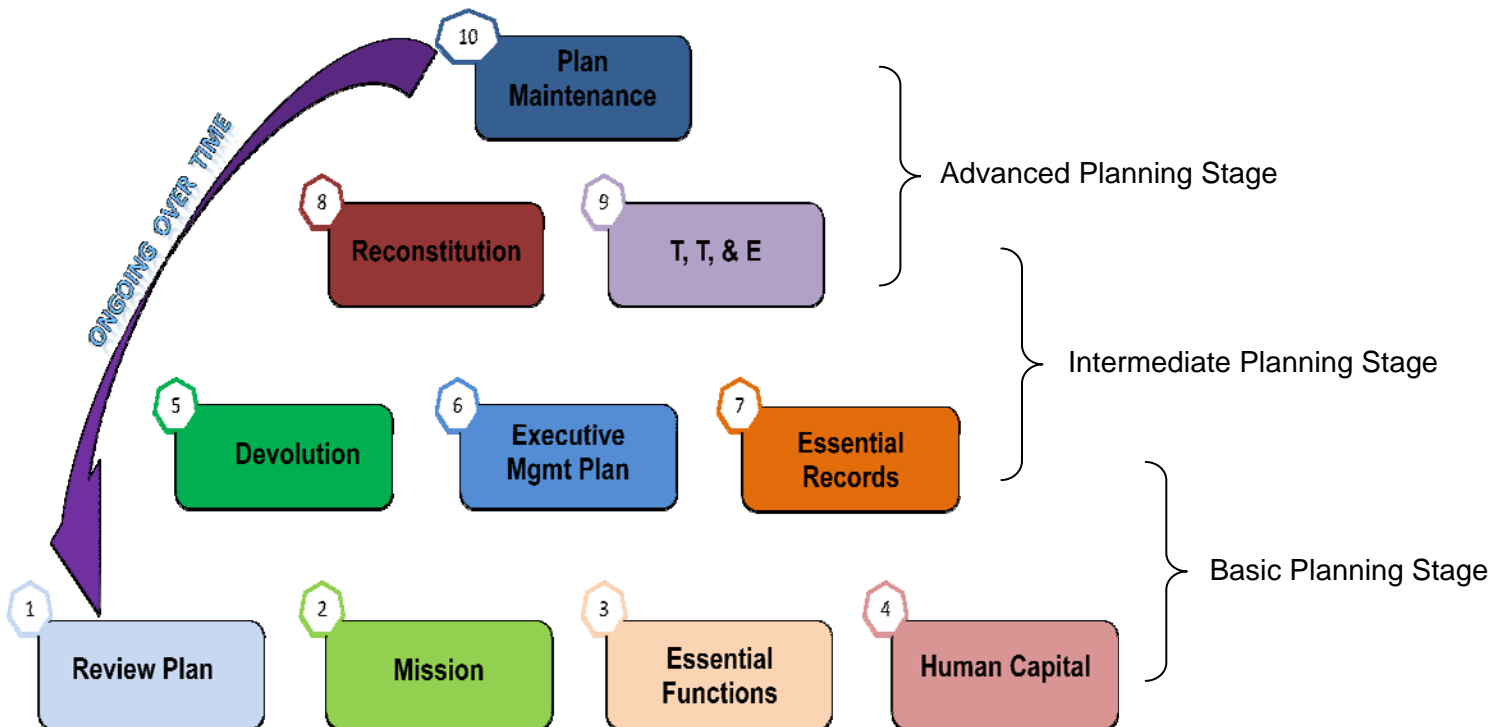 10
Plan
Maintenance
Advanced Planning Stage
ONGOING OVER TIME
8
Reconstitution
9
T, T, & E
Intermediate Planning Stage
5
Devolution
6
Executive
Mgmt Plan
7
Essential
Records
Basic Planning Stage
1
Review Plan
2
Mission
3
Essential
Functions
4
Human Capital